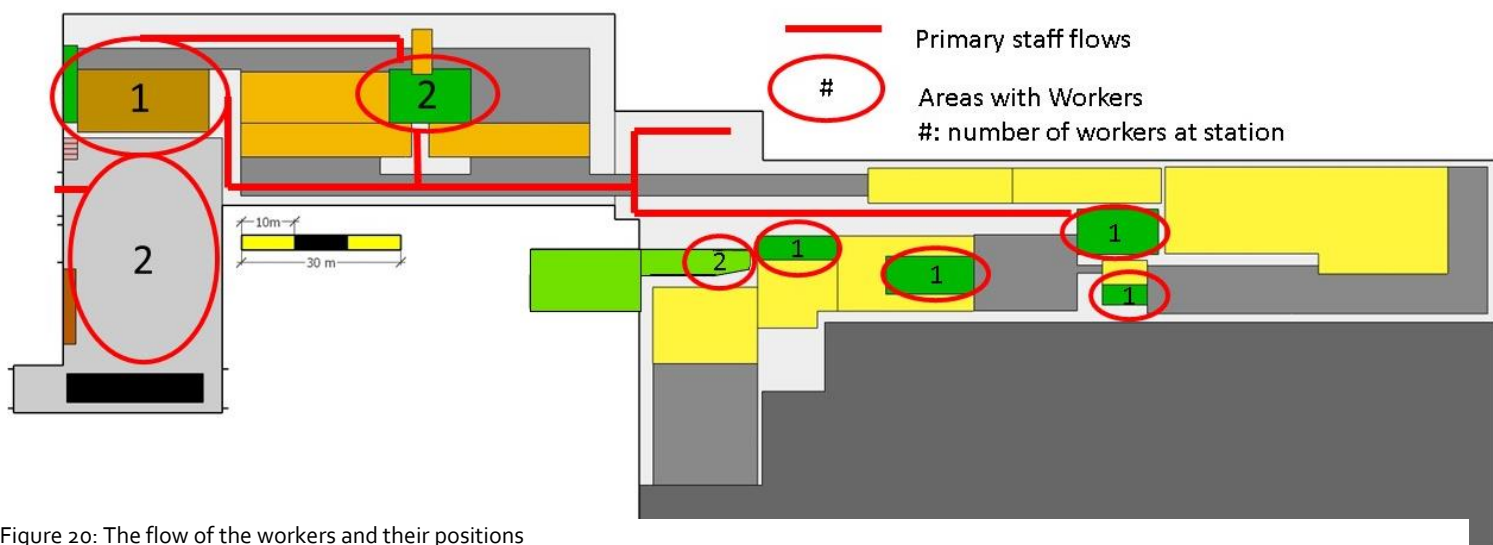 Primary staff flows
#
Areas with Workers
#: number of workers at station
1
2
2
10m
30 m
2
1
1
1
1
Figure 20: The flow of the workers and their positions